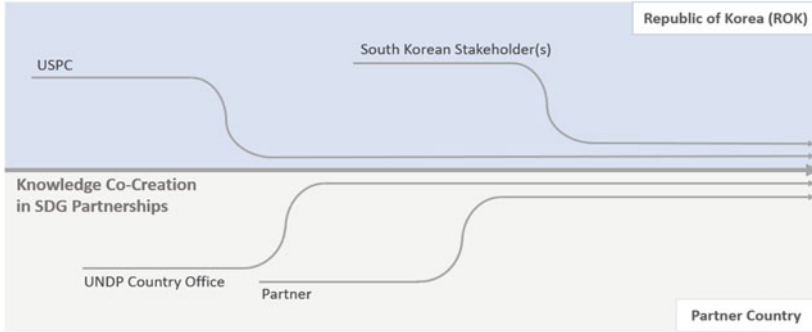 Republic of Korea (ROK)
South Korean Stakeholder(s)
USPC
Knowledge Co-Creation
in SDG Partnerships
UNDP Country Office
Partner
Partner Country